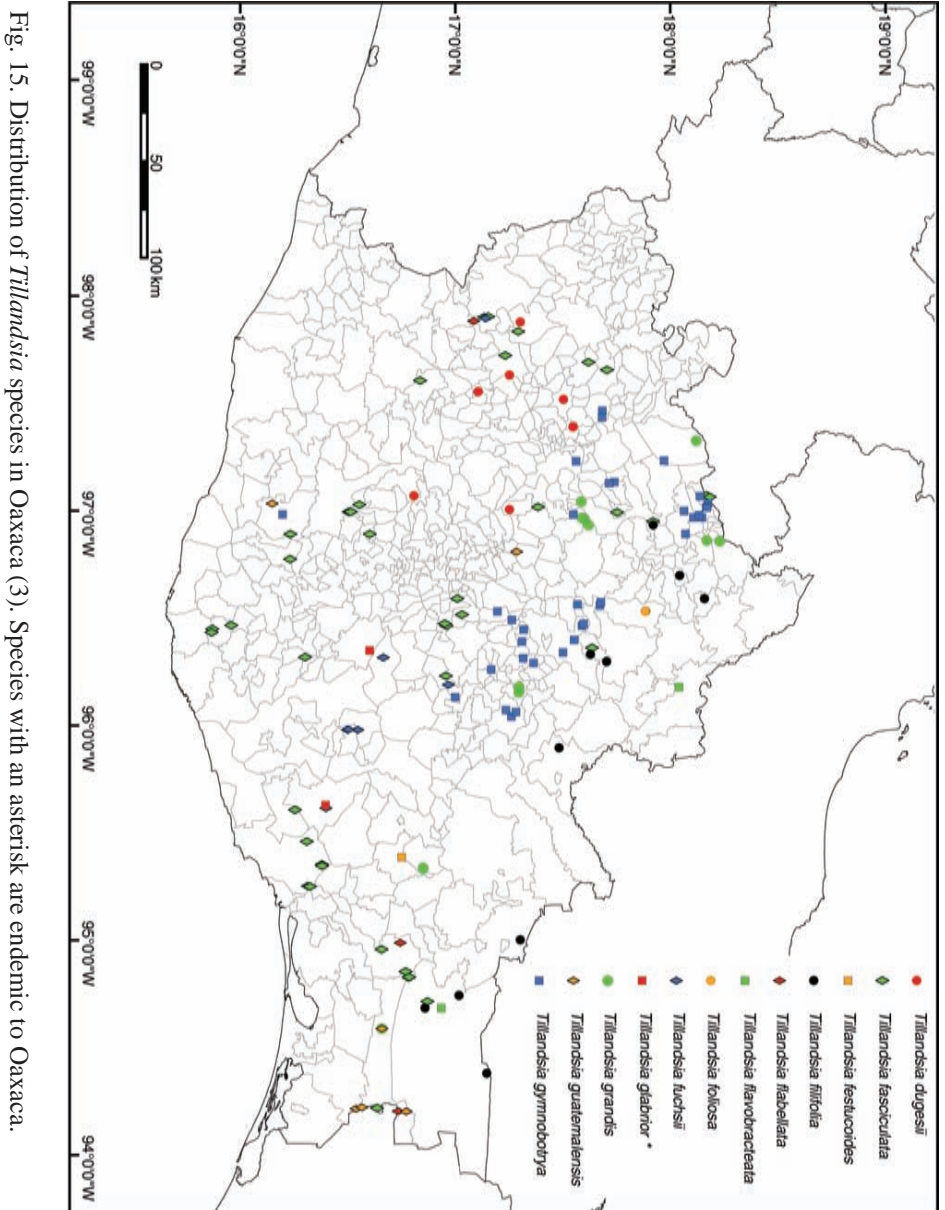 19°0'0"N
18°0'0"N
17°0'0"N
16°0'0"N
99°0'0"W
98°0'0"W
97°0'0"W
96°0'0"W
95°0'0"W
94°0'0"W
0 50 100 km
Tillandsia dugesii
Tillandsia fasciculata
Tillandsia festucoides
Tillandsia filifolia
Tillandsia flabellata
Tillandsia flavobracteata
Tillandsia foliosa
Tillandsia fuchsii
Tillandsia glabrior *
Tillandsia grandis
Tillandsia guatemalensis
Tillandsia gymnobotrya
Fig. 15. Distribution of Tillandsia species in Oaxaca (3). Species with an asterisk are endemic to Oaxaca.